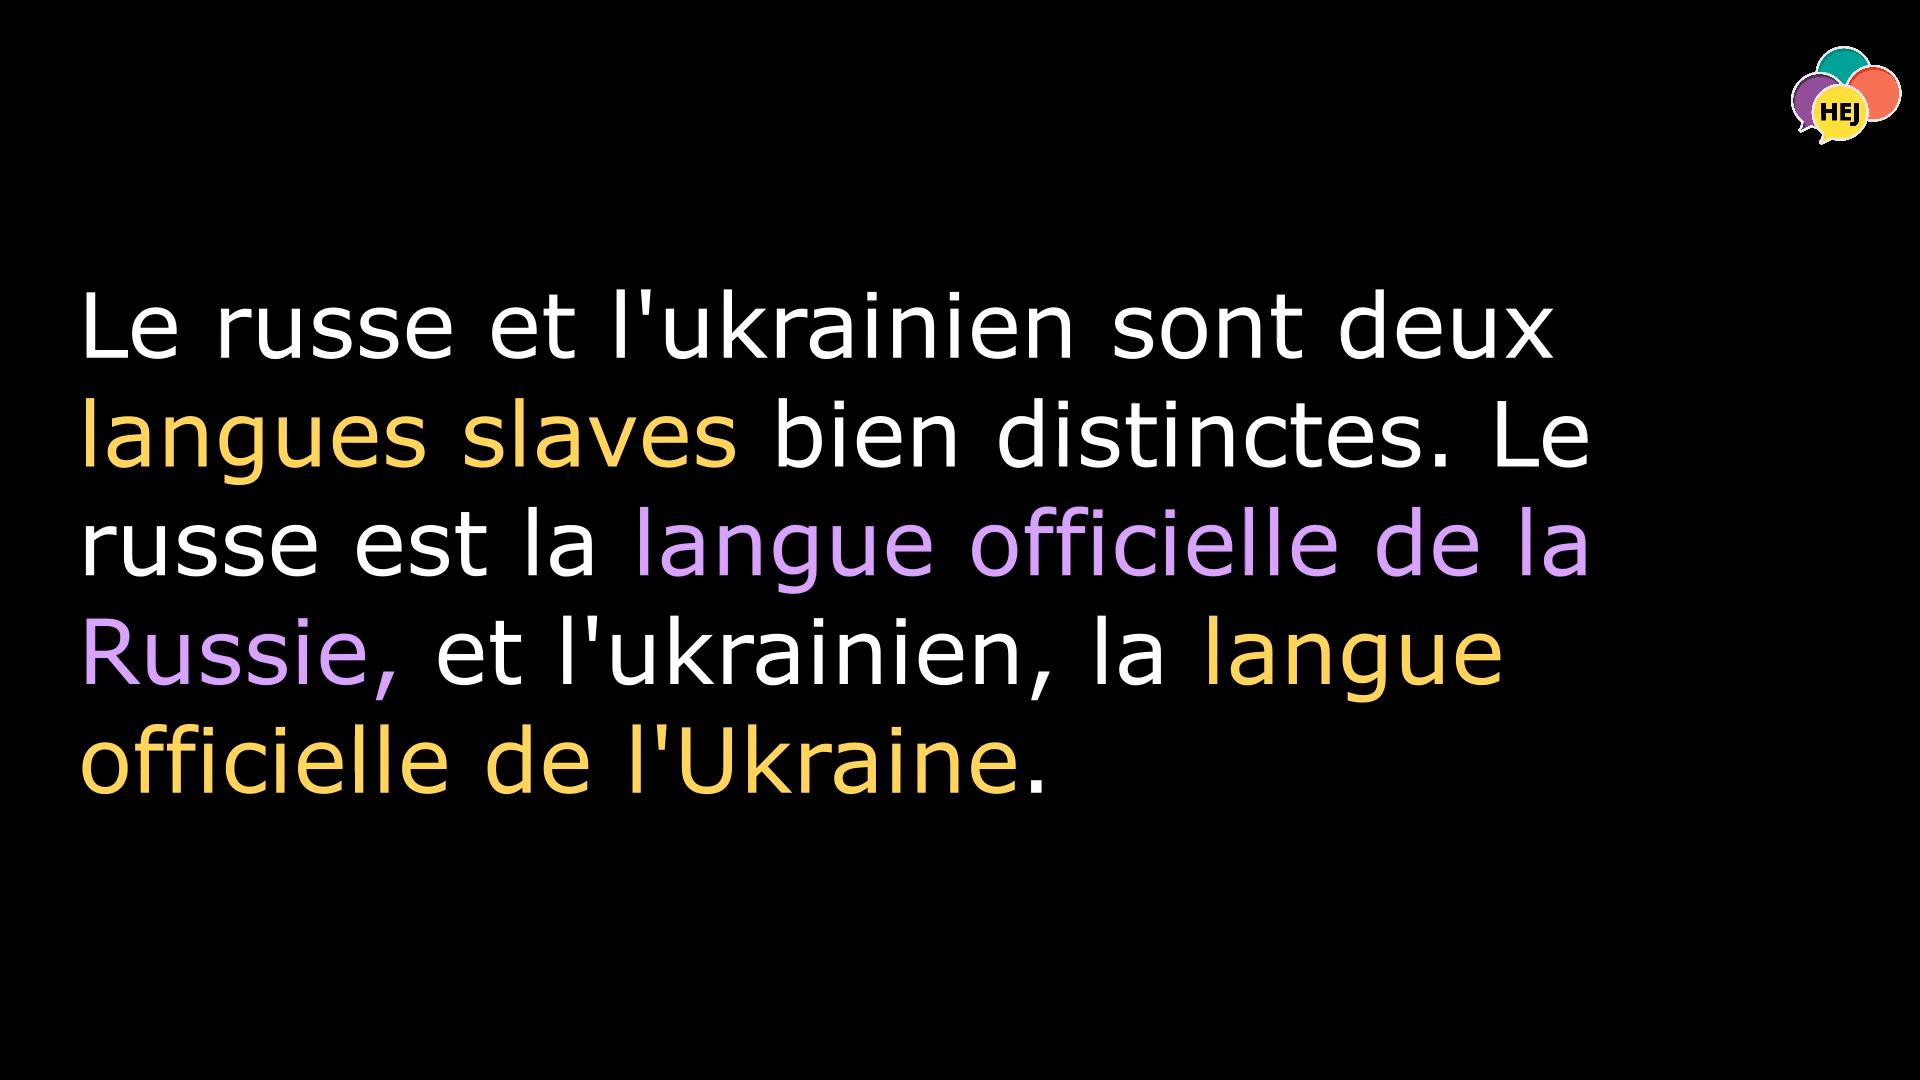 HEJ
Le russe et l'ukrainien sont deux
langues slaves bien distinctes. Le
russe est la langue officielle de la
Russie, et l'ukrainien, la langue
officielle de l'Ukraine.